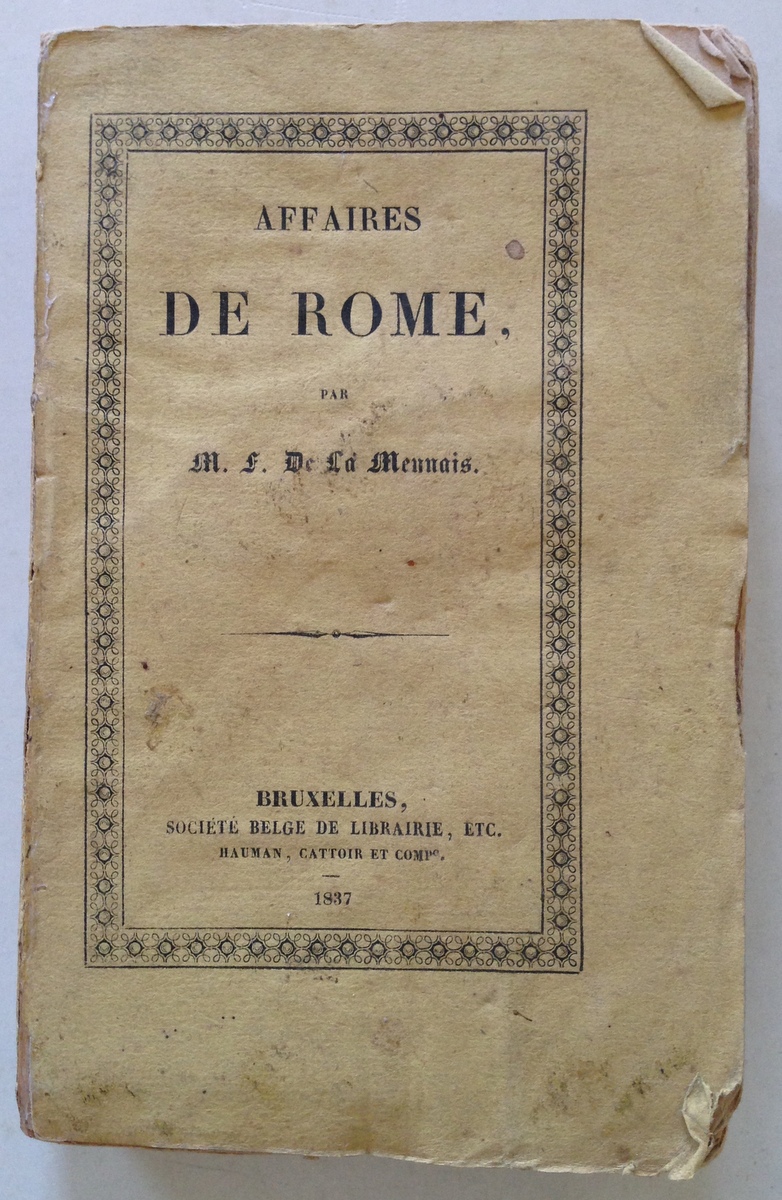 AFFAIRES
DE ROME,
PAR
M. F. De La Mennais.
BRUXELLES,
SOCIÉTÉ BELGE DE LIBRAIRIE, ETC.
HAUMAN, CATTOIR ET COMPᵉ.
1837